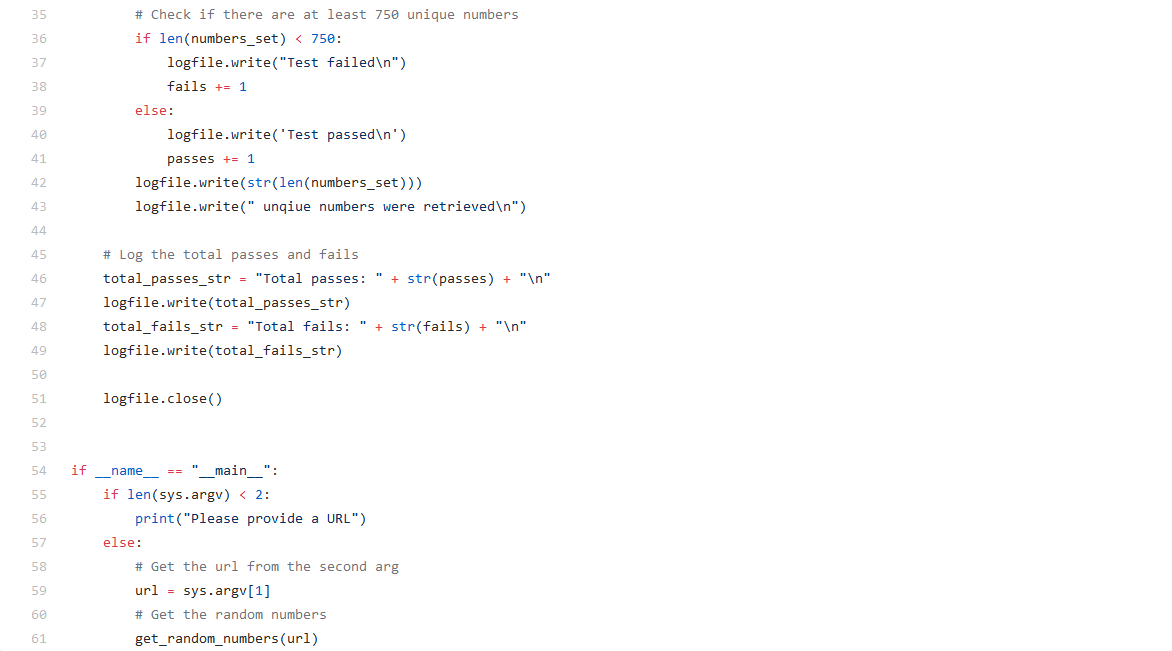 35 # Check if there are at least 750 unique numbers
36 if len(numbers_set) < 750:
37 logfile.write("Test failed\n")
38 fails += 1
39 else:
40 logfile.write('Test passed\n')
41 passes += 1
42 logfile.write(str(len(numbers_set)))
43 logfile.write(" unqiue numbers were retrieved\n")
44
45 # Log the total passes and fails
46 total_passes_str = "Total passes: " + str(passes) + "\n"
47 logfile.write(total_passes_str)
48 total_fails_str = "Total fails: " + str(fails) + "\n"
49 logfile.write(total_fails_str)
50
51 logfile.close()
52
53
54 if __name__ == "__main__":
55 if len(sys.argv) < 2:
56 print("Please provide a URL")
57 else:
58 # Get the url from the second arg
59 url = sys.argv[1]
60 # Get the random numbers
61 get_random_numbers(url)